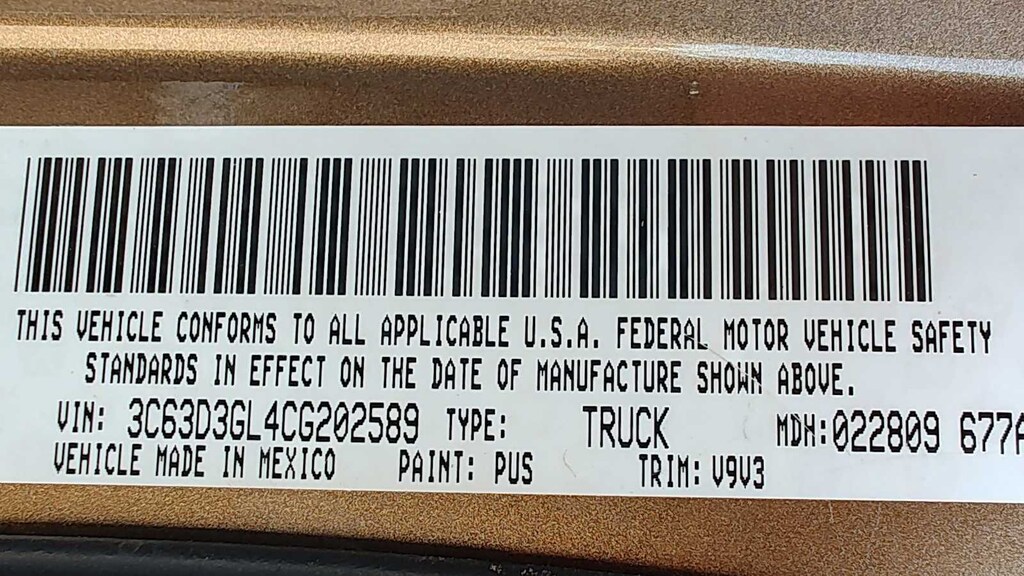 THIS VEHICLE CONFORMS TO ALL APPLICABLE U.S.A. FEDERAL MOTOR VEHICLE SAFETY
STANDARDS IN EFFECT ON THE DATE OF MANUFACTURE SHOWN ABOVE.
VIN: 3C63D3GL4CG202589 TYPE: TRUCK MDH:022809 677A
VEHICLE MADE IN MEXICO PAINT: PUS TRIM: V9V3